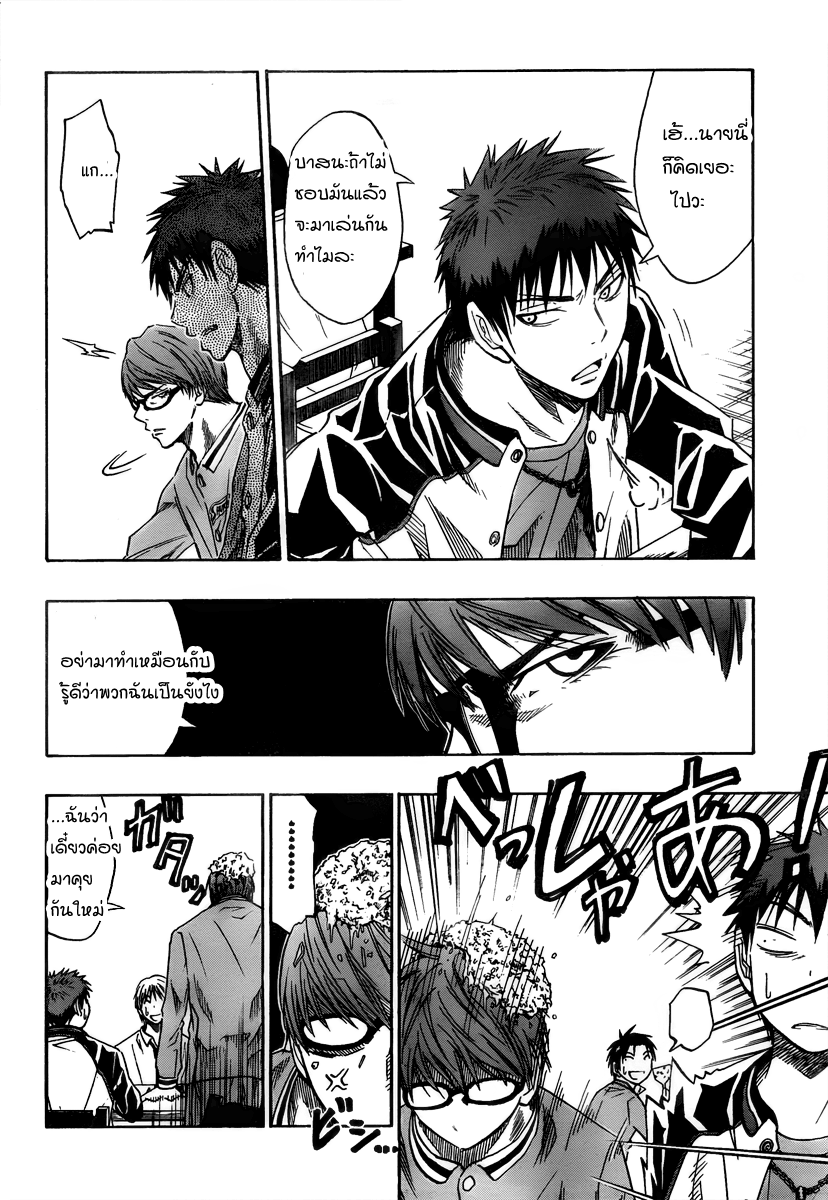 เฮ้...นายนี่
ก็คิดเยอะ
ไปวะ
บาสนะถ้าไม่
ชอบมันแล้ว
จะมาเล่นกัน
ทำไมละ
แก...
อย่ามาทำเหมือนกับ
รู้ดีว่าพวกฉันเป็นยังไง
あ!
べしゃっ
.........
ビシ...
ガタッ
...ฉันว่า
เดี๋ยวค่อย
มาคุย
กันใหม่